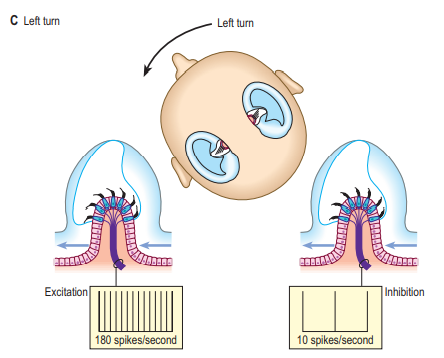 C Left turn
Left turn
Excitation
180 spikes/second
Inhibition
10 spikes/second